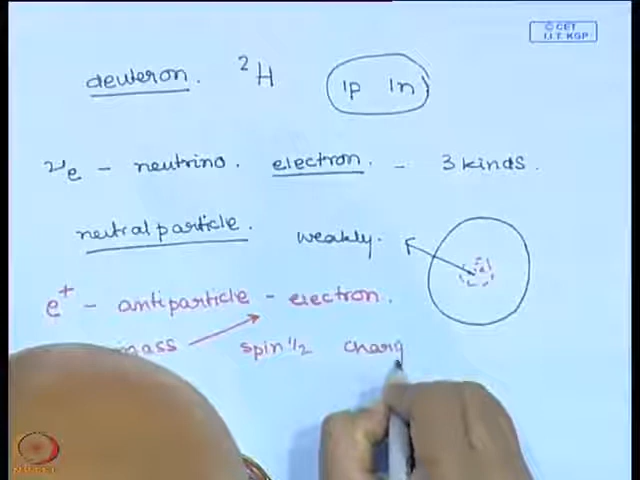 © CET
I.I.T. KGP
deuteron. ²H 1p 1n
νe - neutrino. electron. - 3 kinds.
neutral particle. weakly.
e⁺ - antiparticle - electron.
mass spin ½ charg